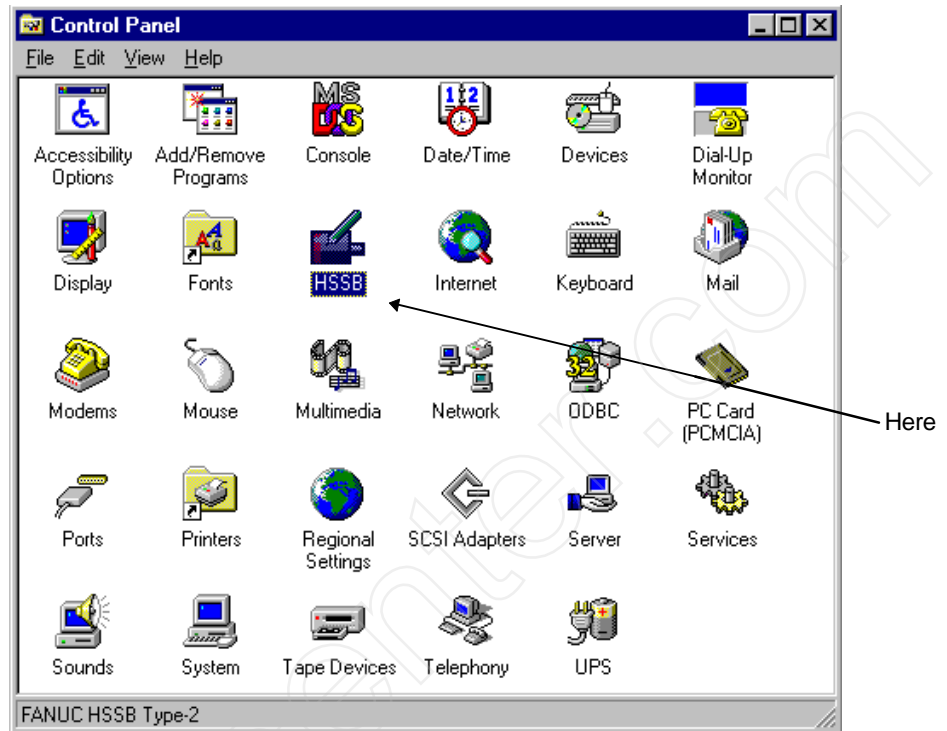 Control Panel
File Edit View Help
Accessibility Options
Add/Remove Programs
Console
Date/Time
Devices
Dial-Up Monitor
Display
Fonts
HSSB
Internet
Keyboard
Mail
Modems
Mouse
Multimedia
Network
ODBC
PC Card (PCMCIA)
Here
Ports
Printers
Regional Settings
SCSI Adapters
Server
Services
Sounds
System
Tape Devices
Telephony
UPS
FANUC HSSB Type-2
enter.com